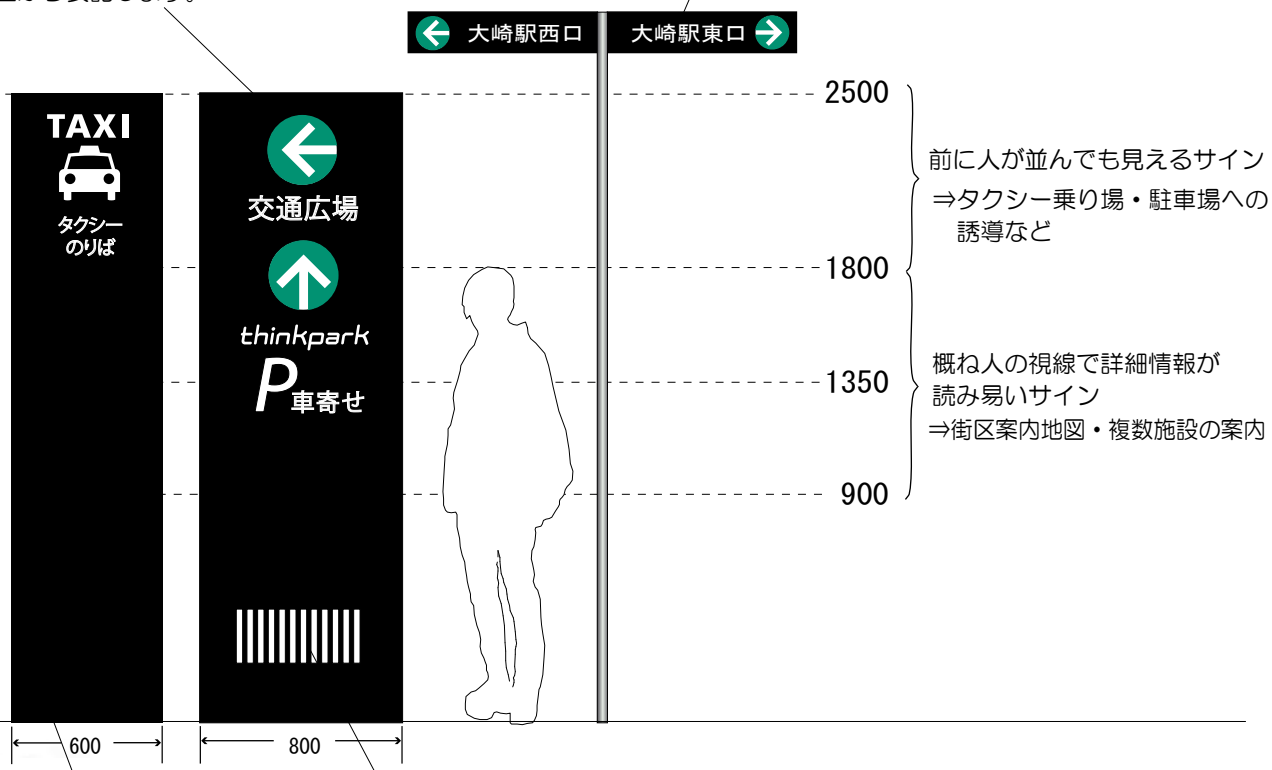 大崎駅西口
大崎駅東口
2500
TAXI
タクシー
のりば
交通広場
thinkpark
P車寄せ
前に人が並んでも見えるサイン
⇒タクシー乗り場・駐車場への
誘導など
1800
概ね人の視線で詳細情報が
読み易いサイン
⇒街区案内地図・複数施設の案内
1350
900
600
800